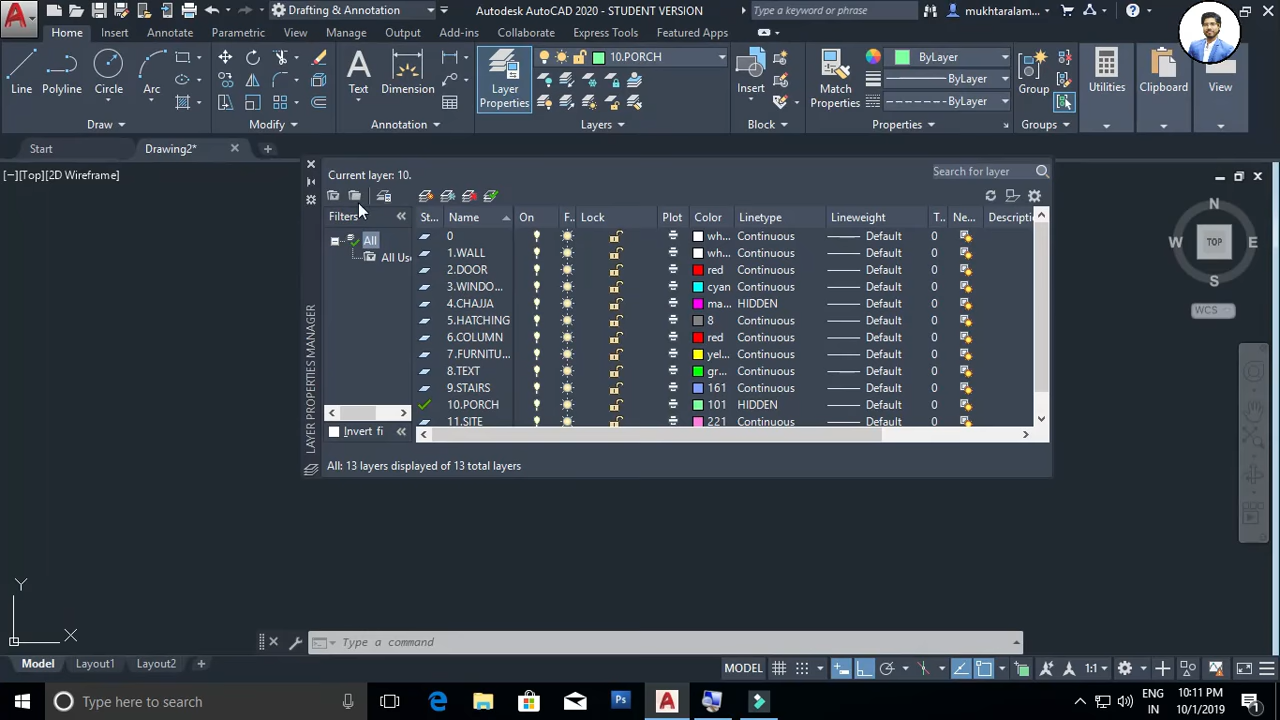 Drafting & Annotation
Autodesk AutoCAD 2020 - STUDENT VERSION
Drawing2.dwg
Type a keyword or phrase
mukhtaralam...
Home Insert Annotate Parametric View Manage Output Add-ins Collaborate Express Tools Featured Apps
Line Polyline Circle Arc
Text Dimension
Layer Properties
10.PORCH
Insert
Match Properties
ByLayer
ByLayer
ByLayer
Group
Utilities Clipboard View
Draw Modify Annotation Layers Block Properties Groups
Start Drawing2*
[−][Top][2D Wireframe]
Current layer: 10.
Search for layer
Filters
All
All Us
Invert fi
St... Name On F.. Lock Plot Color Linetype Lineweight T.. Ne... Descripti
0 wh... Continuous Default 0
1.WALL wh... Continuous Default 0
2.DOOR red Continuous Default 0
3.WINDO... cyan Continuous Default 0
4.CHAJJA ma... HIDDEN Default 0
5.HATCHING 8 Continuous Default 0
6.COLUMN red Continuous Default 0
7.FURNITU... yel... Continuous Default 0
8.TEXT gr... Continuous Default 0
9.STAIRS 161 Continuous Default 0
10.PORCH 101 HIDDEN Default 0
11.SITE 221 Continuous Default 0
All: 13 layers displayed of 13 total layers
LAYER PROPERTIES MANAGER
N
W TOP E
S
WCS
Y
X
Type a command
Model Layout1 Layout2
MODEL
1:1
Type here to search
Ps
ENG
IN
10:11 PM
10/1/2019